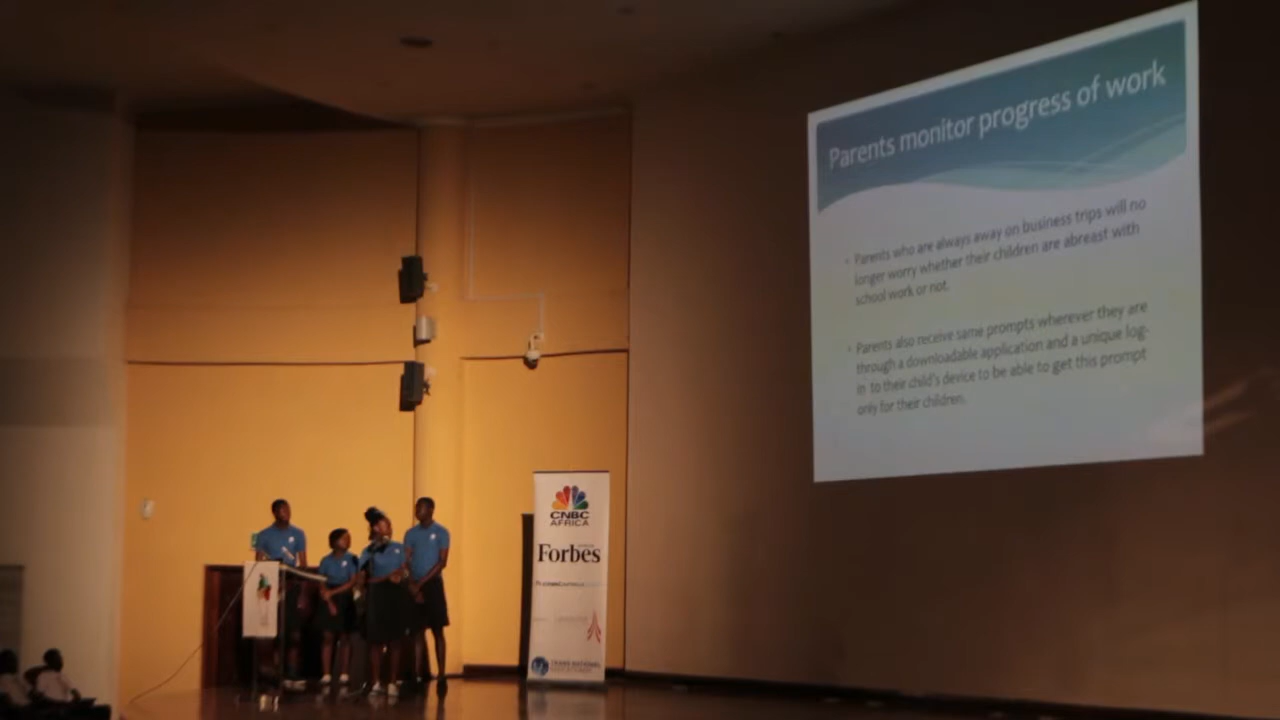 Parents monitor progress of work
Parents who are always away on business trips will no
longer worry whether their children are abreast with
school work or not.
Parents also receive same prompts wherever they are
through a downloadable application and a unique log-
in to their child's device to be able to get this prompt
only for their children.
CNBC
AFRICA
Forbes